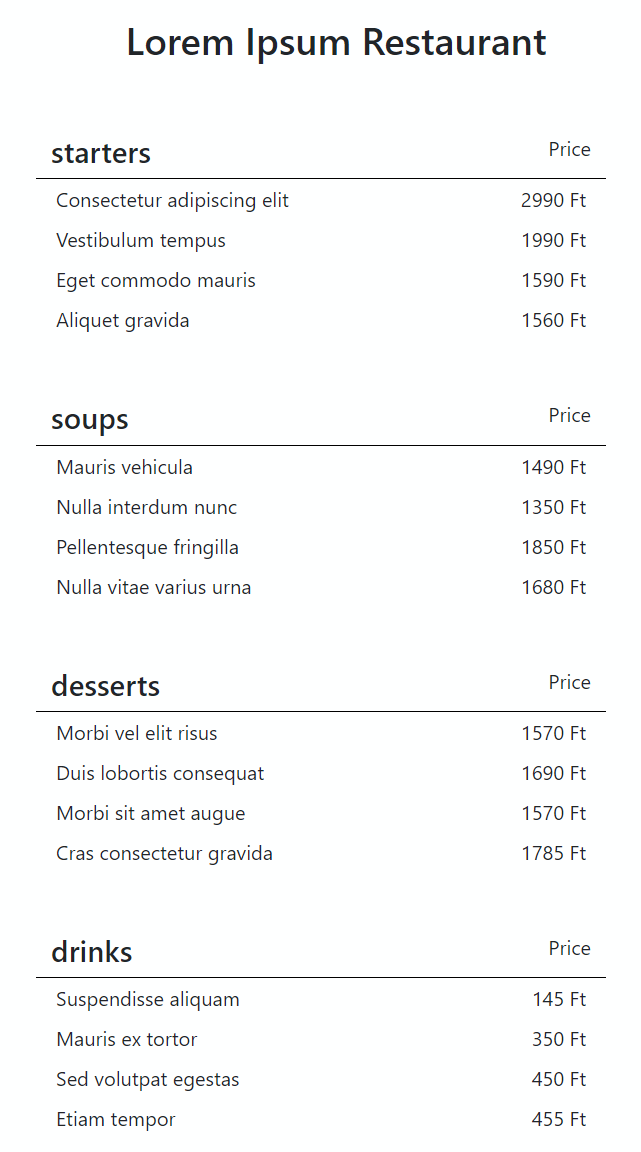 Lorem Ipsum Restaurant
starters Price
Consectetur adipiscing elit 2990 Ft
Vestibulum tempus 1990 Ft
Eget commodo mauris 1590 Ft
Aliquet gravida 1560 Ft
soups Price
Mauris vehicula 1490 Ft
Nulla interdum nunc 1350 Ft
Pellentesque fringilla 1850 Ft
Nulla vitae varius urna 1680 Ft
desserts Price
Morbi vel elit risus 1570 Ft
Duis lobortis consequat 1690 Ft
Morbi sit amet augue 1570 Ft
Cras consectetur gravida 1785 Ft
drinks Price
Suspendisse aliquam 145 Ft
Mauris ex tortor 350 Ft
Sed volutpat egestas 450 Ft
Etiam tempor 455 Ft